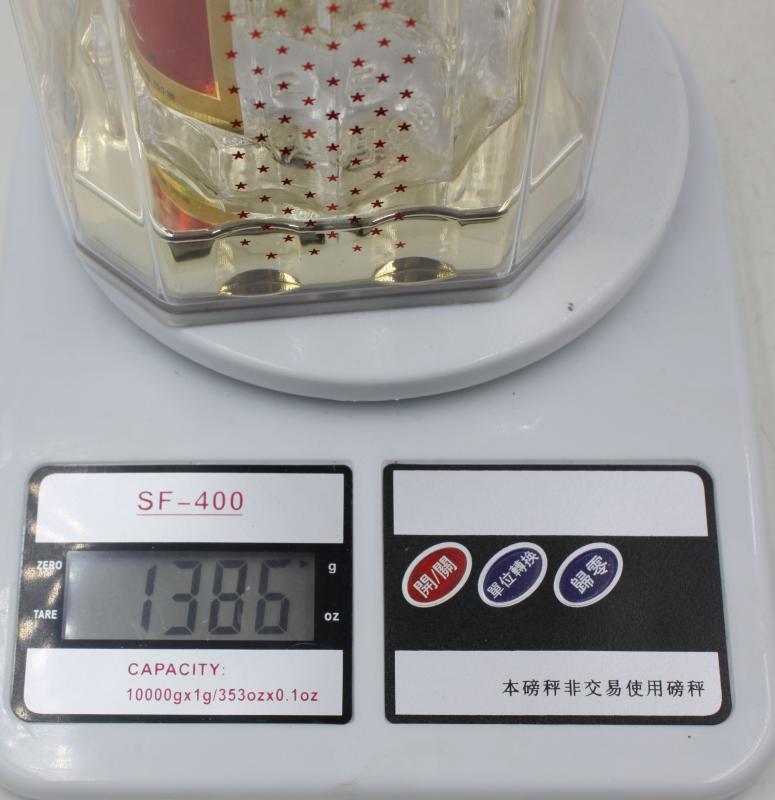 SF-400
ZERO
g
1386
TARE
oz
CAPACITY:
10000gx1g/353ozx0.1oz
開/關
單位轉換
歸零
本磅秤非交易使用磅秤